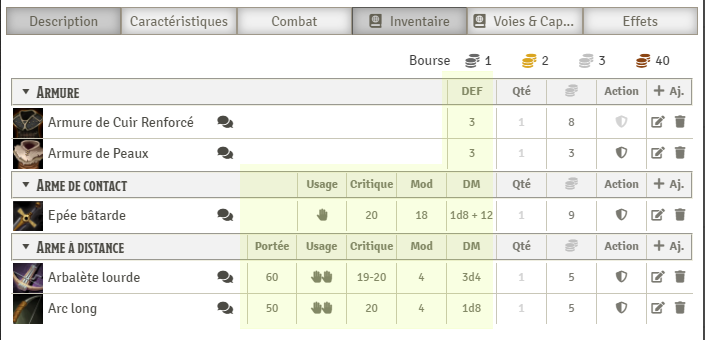 Description Caractéristiques Combat Inventaire Voies & Cap... Effets
Bourse 1 2 3 40
ARMURE DEF Qté Action + Aj.
Armure de Cuir Renforcé 3 1 8
Armure de Peaux 3 1 3
ARME DE CONTACT Usage Critique Mod DM Qté Action + Aj.
Epée bâtarde 20 18 1d8 + 12 1 9
ARME À DISTANCE Portée Usage Critique Mod DM Qté Action + Aj.
Arbalète lourde 60 19-20 4 3d4 1 5
Arc long 50 20 4 1d8 1 5